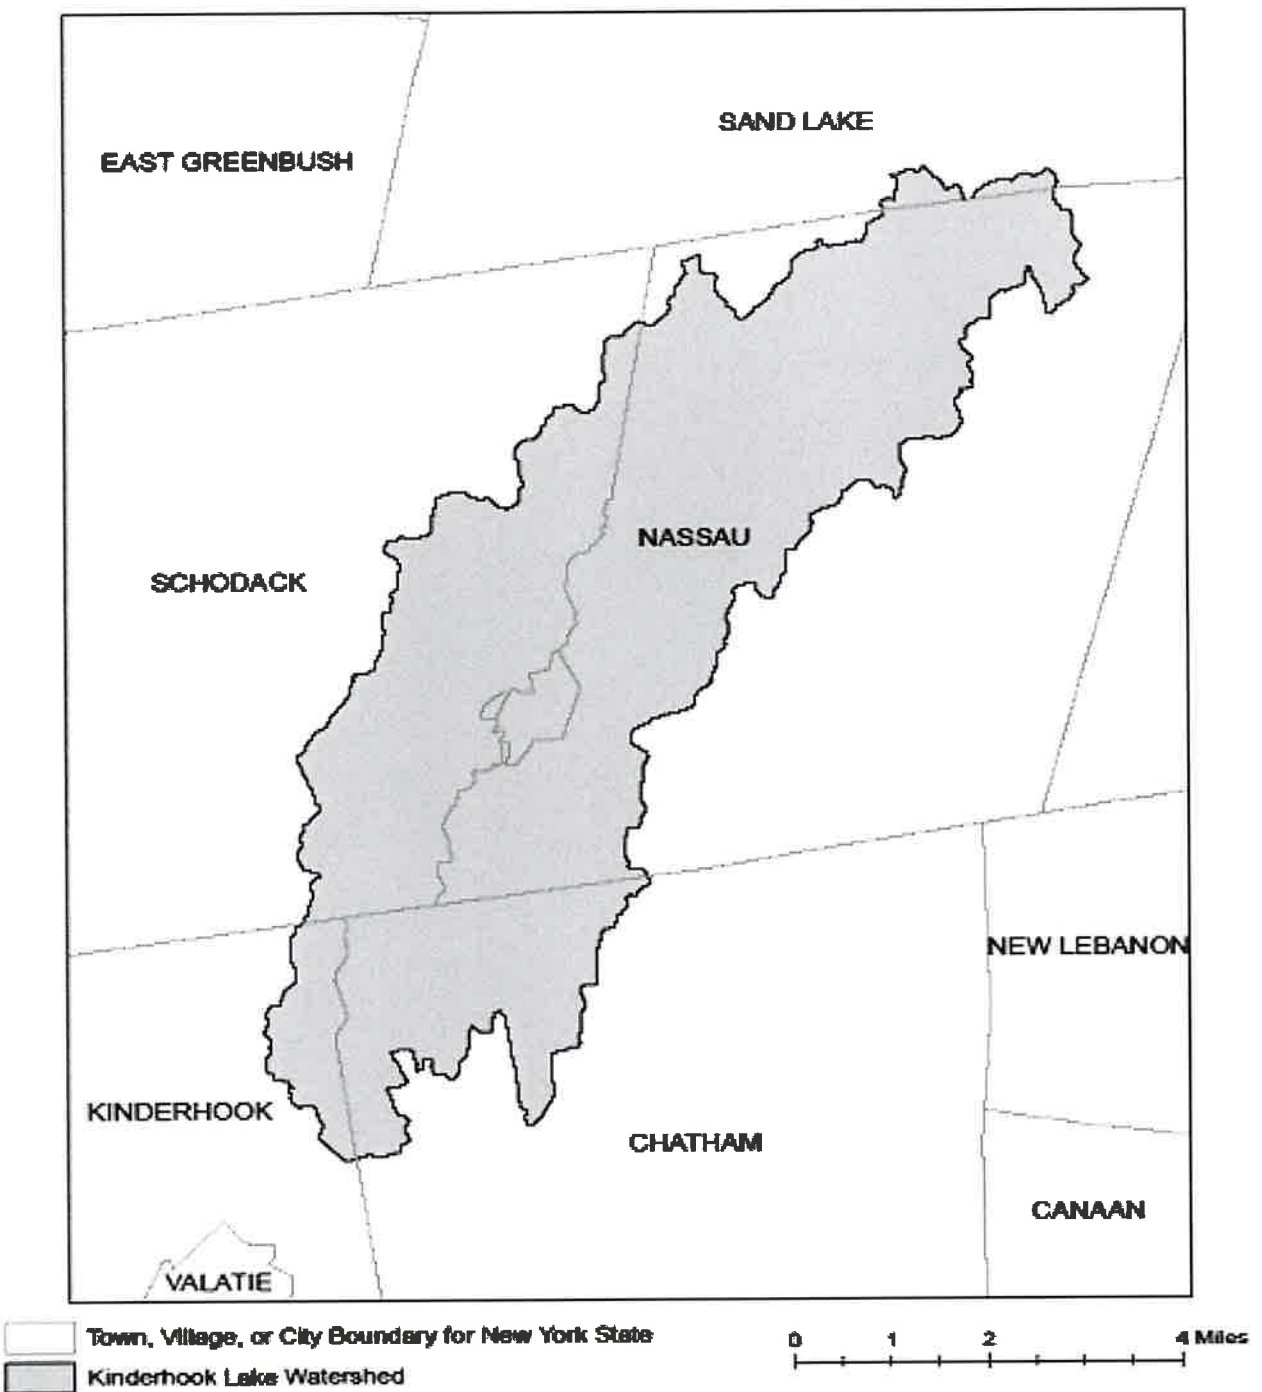 SAND LAKE
EAST GREENBUSH
NASSAU
SCHODACK
NEW LEBANON
KINDERHOOK
CHATHAM
CANAAN
VALATIE
Town, Village, or City Boundary for New York State
0 1 2 4 Miles
Kinderhook Lake Watershed